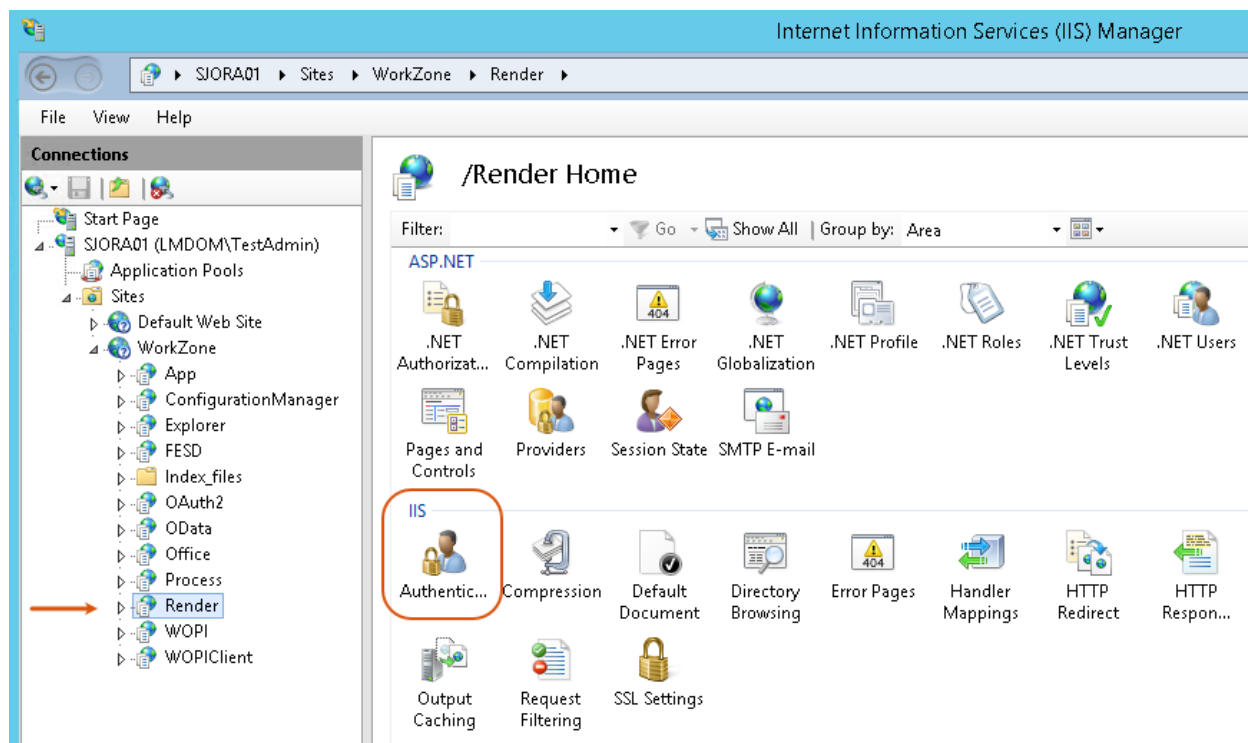 Internet Information Services (IIS) Manager
SJORA01 Sites WorkZone Render
File View Help
Connections
Start Page
SJORA01 (LMDOM\TestAdmin)
Application Pools
Sites
Default Web Site
WorkZone
App
ConfigurationManager
Explorer
FESD
Index_files
OAuth2
OData
Office
Process
Render
WOPI
WOPIClient
/Render Home
Filter: Go Show All Group by: Area
ASP.NET
404
.NET .NET .NET Error .NET .NET Profile .NET Roles .NET Trust .NET Users
Authorizat... Compilation Pages Globalization Levels
Pages and Providers Session State SMTP E-mail
Controls
IIS
404
Authentic... Compression Default Directory Error Pages Handler HTTP HTTP
Document Browsing Mappings Redirect Respon...
Output Request SSL Settings
Caching Filtering